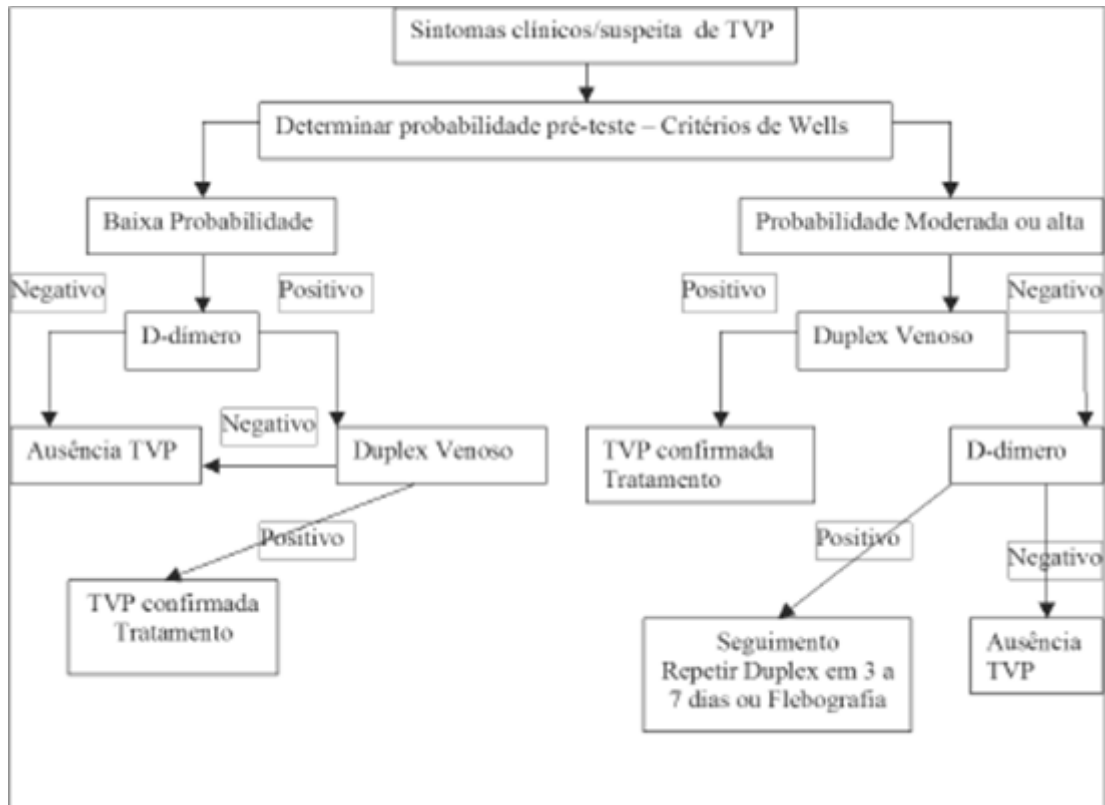 Sintomas clínicos/suspeita de TVP
Determinar probabilidade pré-teste – Critérios de Wells
Baixa Probabilidade
Probabilidade Moderada ou alta
Negativo
Positivo
Positivo
Negativo
D-dímero
Duplex Venoso
Negativo
Ausência TVP
Duplex Venoso
TVP confirmada
Tratamento
D-dímero
Positivo
Positivo
Negativo
TVP confirmada
Tratamento
Seguimento
Repetir Duplex em 3 a
7 dias ou Flebografia
Ausência
TVP